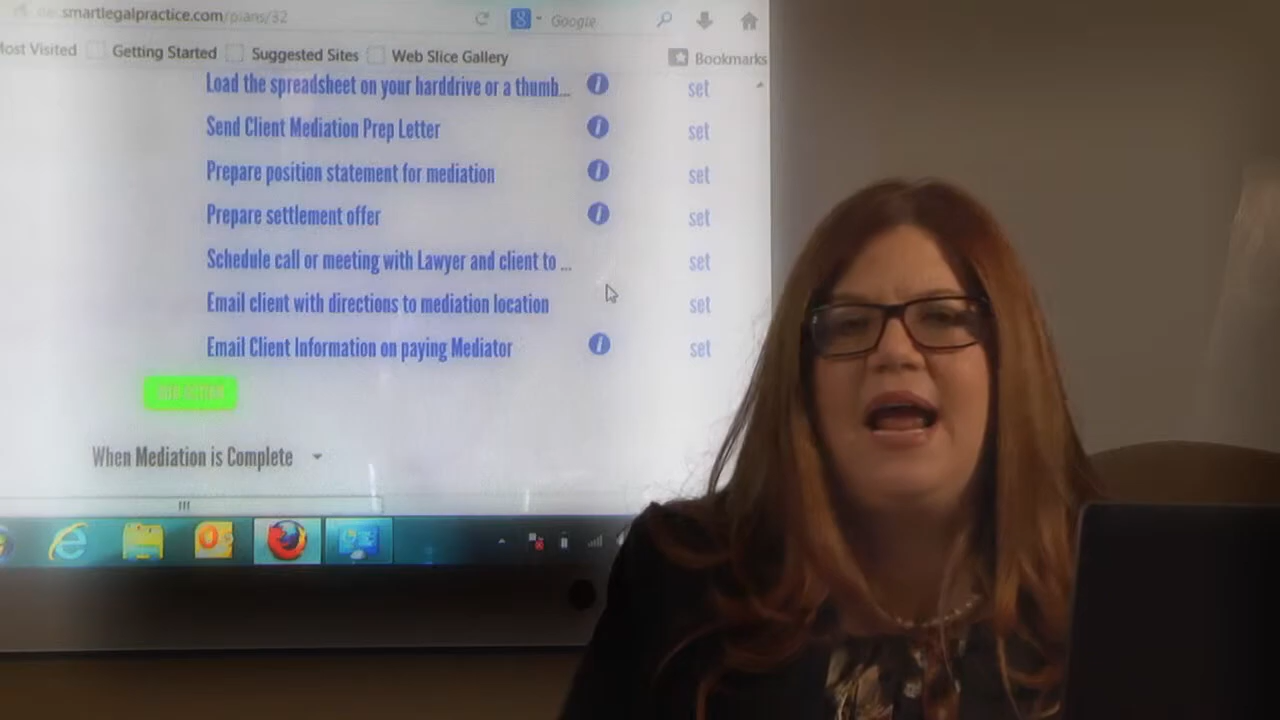 smartlegalpractice.com/plans/32
Google
Most Visited
Getting Started
Suggested Sites
Web Slice Gallery
Bookmarks
Load the spreadsheet on your harddrive or a thumb...
set
Send Client Mediation Prep Letter
set
Prepare position statement for mediation
set
Prepare settlement offer
set
Schedule call or meeting with Lawyer and client to ...
set
Email client with directions to mediation location
set
Email Client Information on paying Mediator
set
When Mediation is Complete